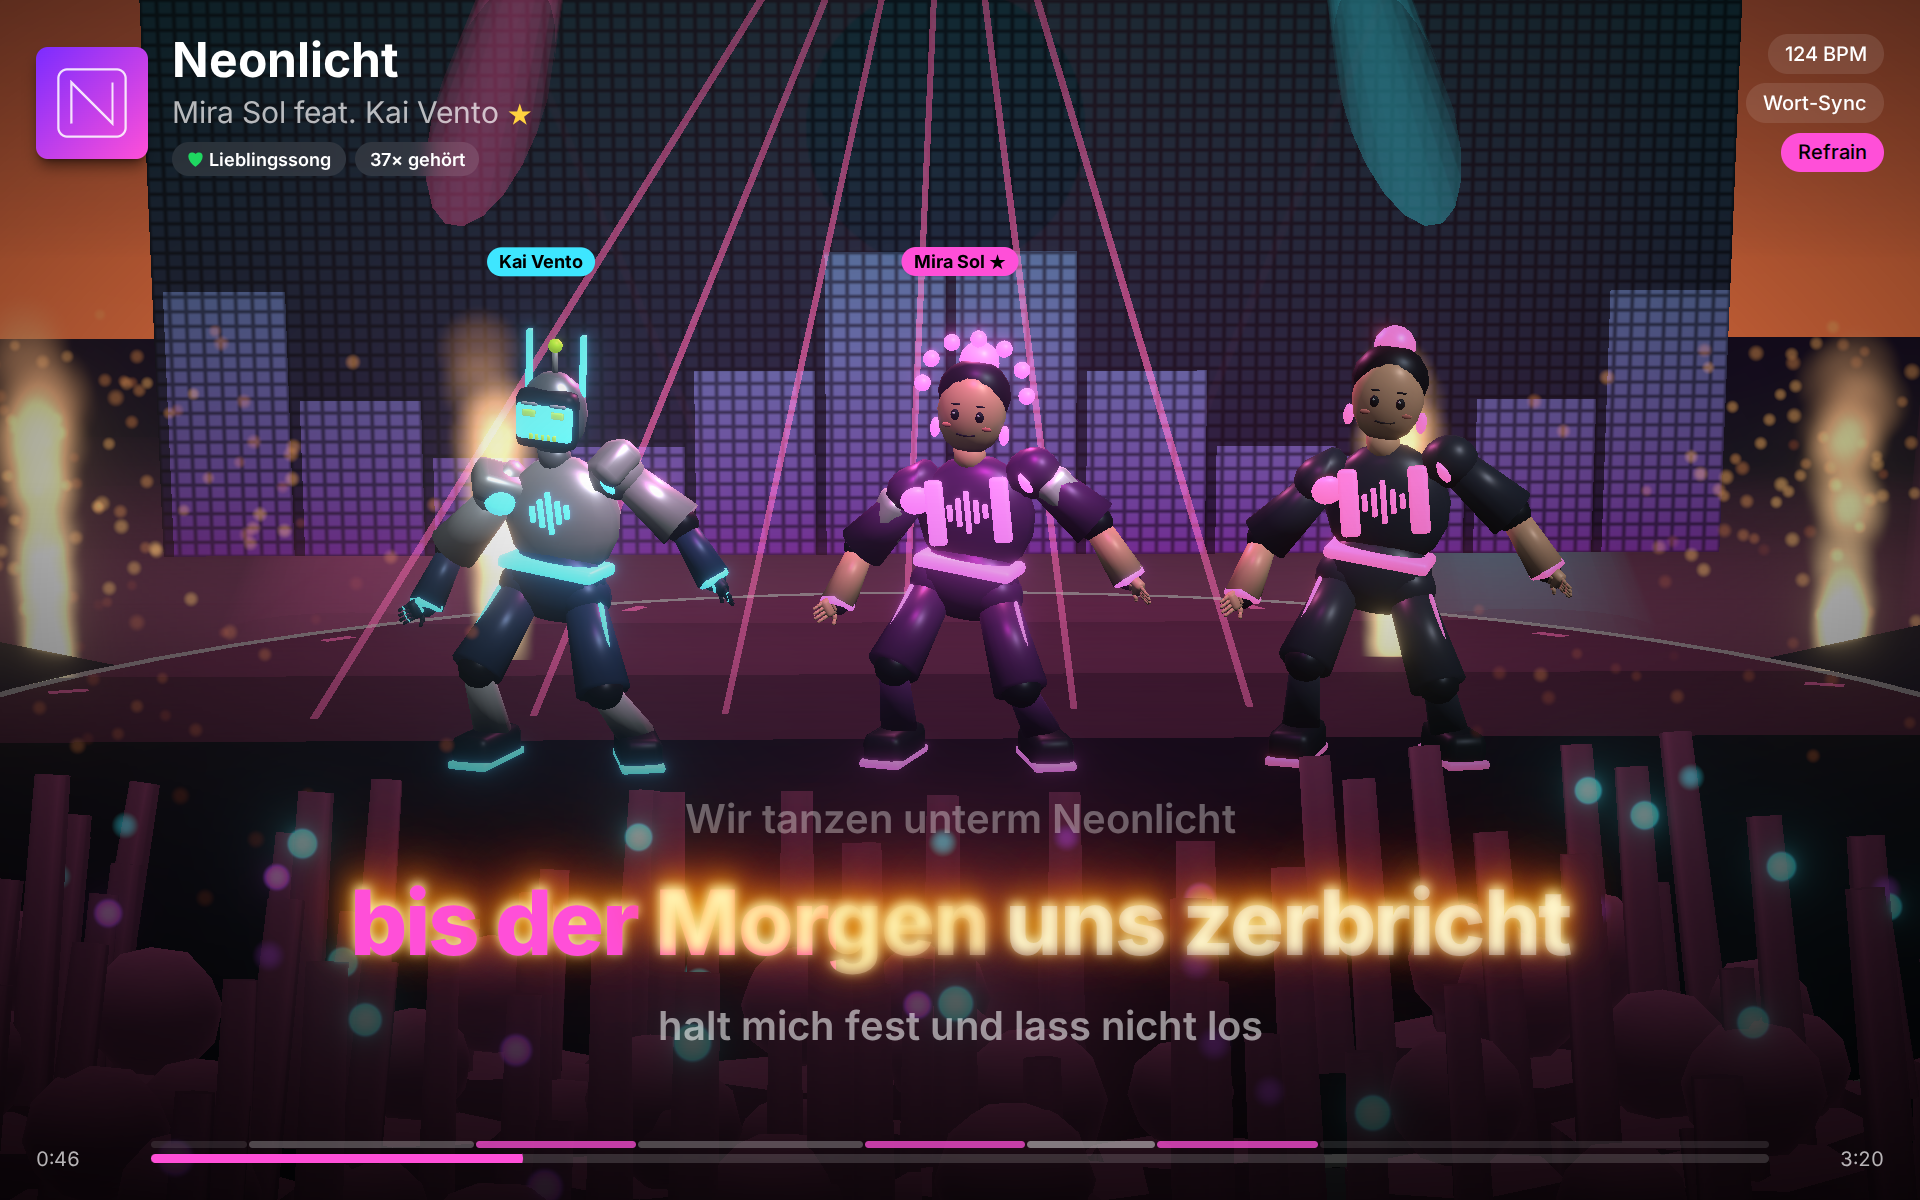 N
Neonlicht
Mira Sol feat. Kai Vento ★
Lieblingssong
37× gehört
124 BPM
Wort-Sync
Refrain
Kai Vento
Mira Sol ★
Wir tanzen unterm Neonlicht
bis der Morgen uns zerbricht
halt mich fest und lass nicht los
0:46
3:20